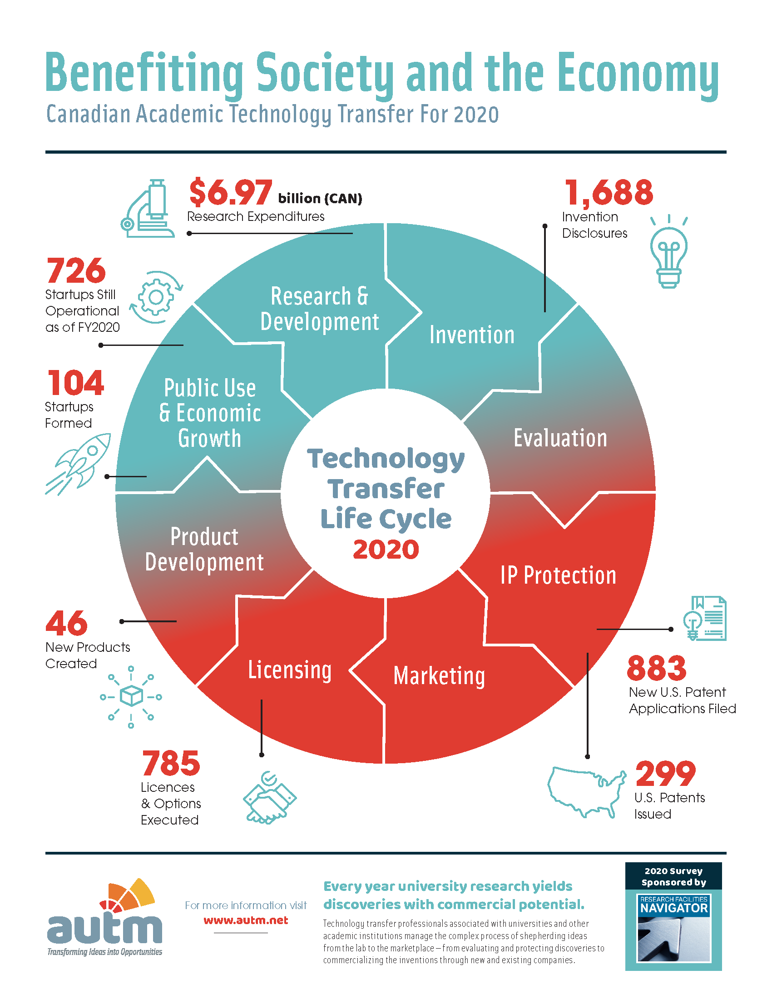 Benefiting Society and the Economy
Canadian Academic Technology Transfer For 2020
$6.97 billion (CAN)
Research Expenditures
1,688
Invention
Disclosures
726
Startups Still
Operational
as of FY2020
104
Startups
Formed
Research &
Development
Invention
Public Use
& Economic
Growth
Evaluation
Technology
Transfer
Life Cycle
2020
Product
Development
IP Protection
46
New Products
Created
Licensing
Marketing
883
New U.S. Patent
Applications Filed
785
Licences
& Options
Executed
299
U.S. Patents
Issued
autm
Transforming Ideas into Opportunities
For more information visit
www.autm.net
Every year university research yields
discoveries with commercial potential.
Technology transfer professionals associated with universities and other
academic institutions manage the complex process of shepherding ideas
from the lab to the marketplace – from evaluating and protecting discoveries to
commercializing the inventions through new and existing companies.
2020 Survey
Sponsored by
RESEARCH FACILITIES
NAVIGATOR